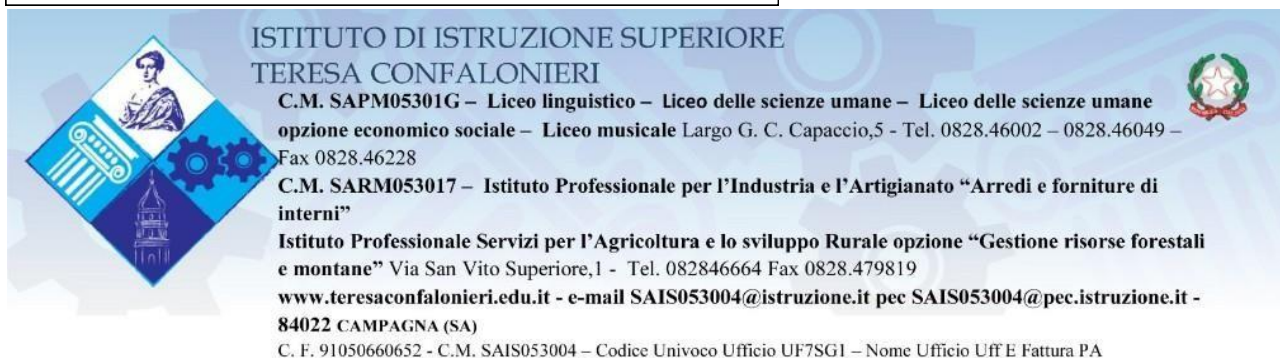 ISTITUTO DI ISTRUZIONE SUPERIORE
TERESA CONFALONIERI
C.M. SAPM05301G – Liceo linguistico – Liceo delle scienze umane – Liceo delle scienze umane
opzione economico sociale – Liceo musicale Largo G. C. Capaccio,5 - Tel. 0828.46002 – 0828.46049 –
Fax 0828.46228
C.M. SARM053017 – Istituto Professionale per l’Industria e l’Artigianato “Arredi e forniture di
interni”
Istituto Professionale Servizi per l’Agricoltura e lo sviluppo Rurale opzione “Gestione risorse forestali
e montane” Via San Vito Superiore,1 - Tel. 082846664 Fax 0828.479819
www.teresaconfalonieri.edu.it - e-mail SAIS053004@istruzione.it pec SAIS053004@pec.istruzione.it -
84022 CAMPAGNA (SA)
C. F. 91050660652 - C.M. SAIS053004 – Codice Univoco Ufficio UF7SG1 – Nome Ufficio Uff E Fattura PA